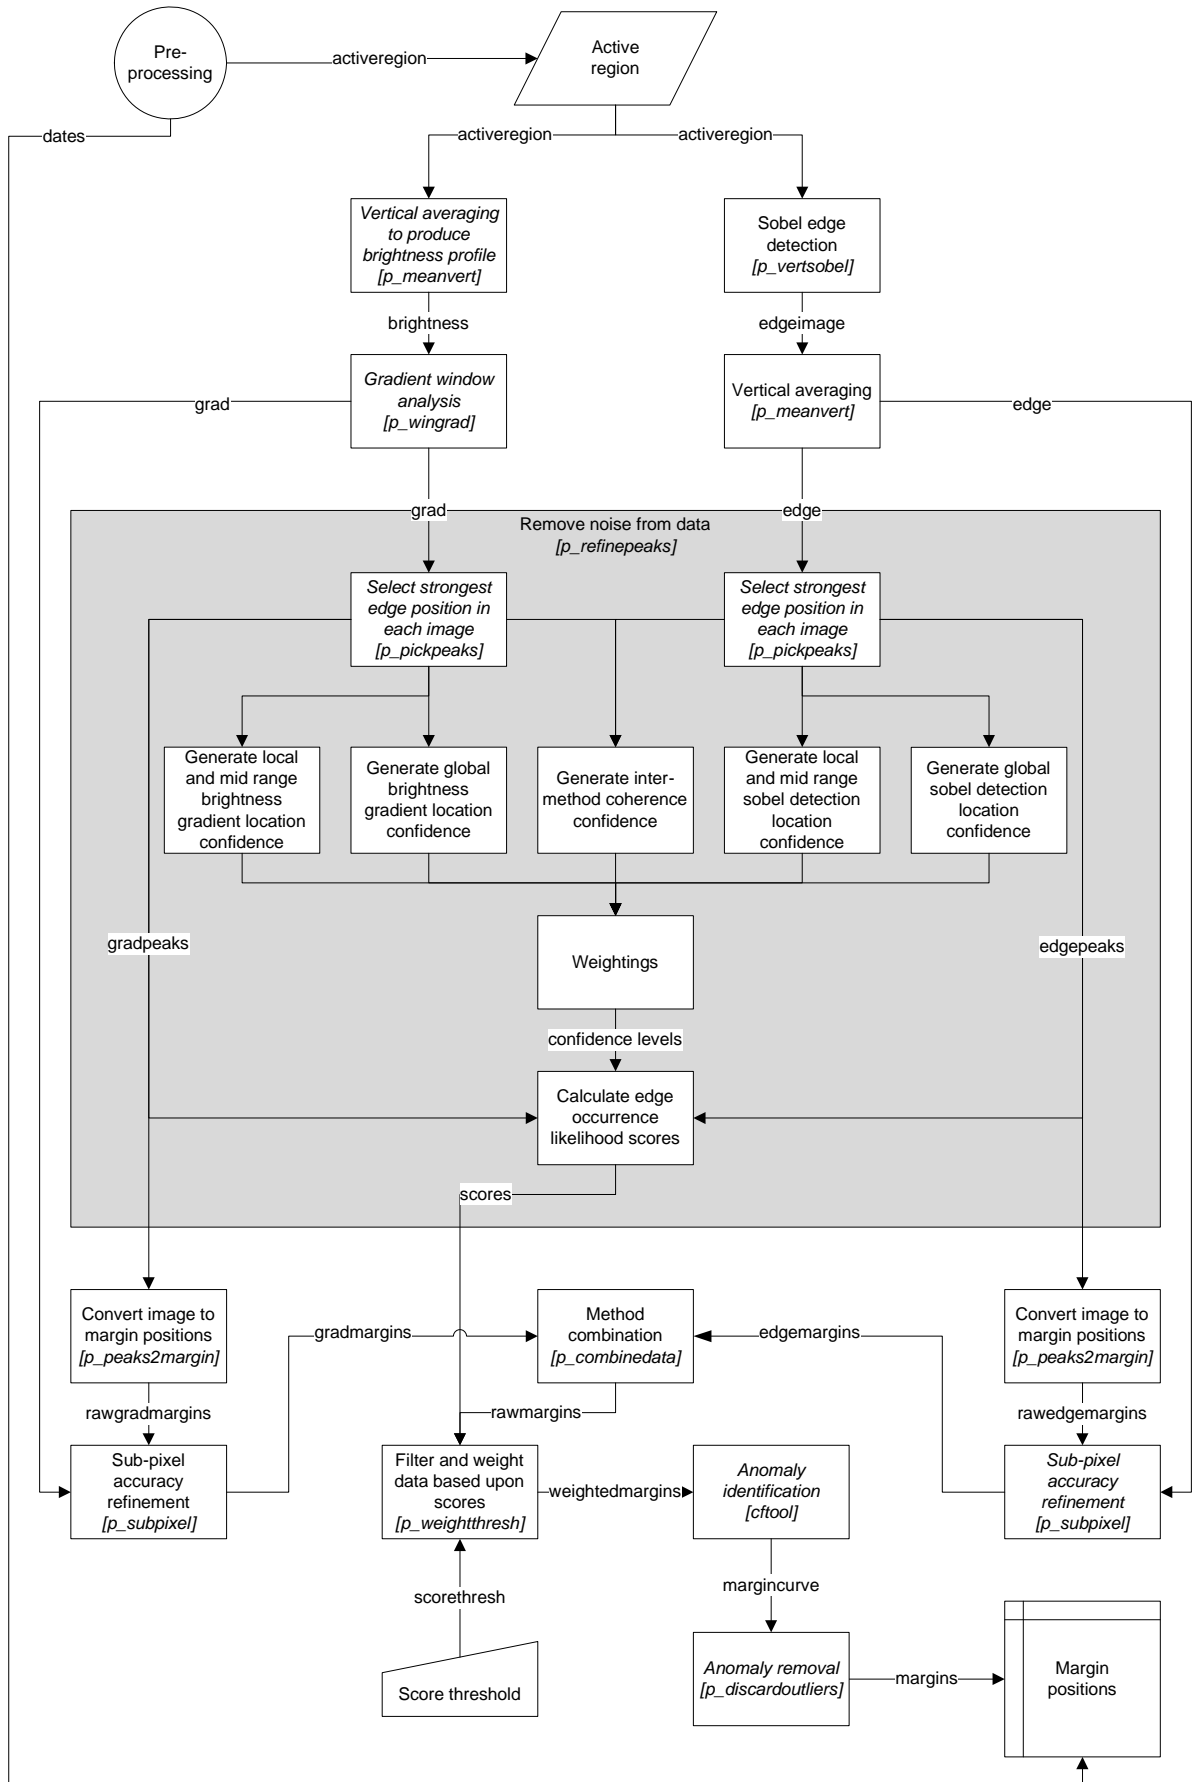 Pre-
processing
activeregion
Active
region
dates
activeregion
activeregion
Vertical averaging
to produce
brightness profile
[p_meanvert]
Sobel edge
detection
[p_vertsobel]
brightness
edgeimage
grad
Gradient window
analysis
[p_wingrad]
Vertical averaging
[p_meanvert]
edge
grad
edge
Remove noise from data
[p_refinepeaks]
Select strongest
edge position in
each image
[p_pickpeaks]
Select strongest
edge position in
each image
[p_pickpeaks]
Generate local
and mid range
brightness
gradient location
confidence
Generate global
brightness
gradient location
confidence
Generate inter-
method coherence
confidence
Generate local
and mid range
sobel detection
location
confidence
Generate global
sobel detection
location
confidence
gradpeaks
Weightings
edgepeaks
confidence levels
Calculate edge
occurrence
likelihood scores
scores
Convert image to
margin positions
[p_peaks2margin]
gradmargins
Method
combination
[p_combinedata]
edgemargins
Convert image to
margin positions
[p_peaks2margin]
rawgradmargins
rawmargins
rawedgemargins
Sub-pixel
accuracy
refinement
[p_subpixel]
Filter and weight
data based upon
scores
[p_weightthresh]
weightedmargins
Anomaly
identification
[cftool]
Sub-pixel
accuracy
refinement
[p_subpixel]
scorethresh
margincurve
Score threshold
Anomaly removal
[p_discardoutliers]
margins
Margin
positions